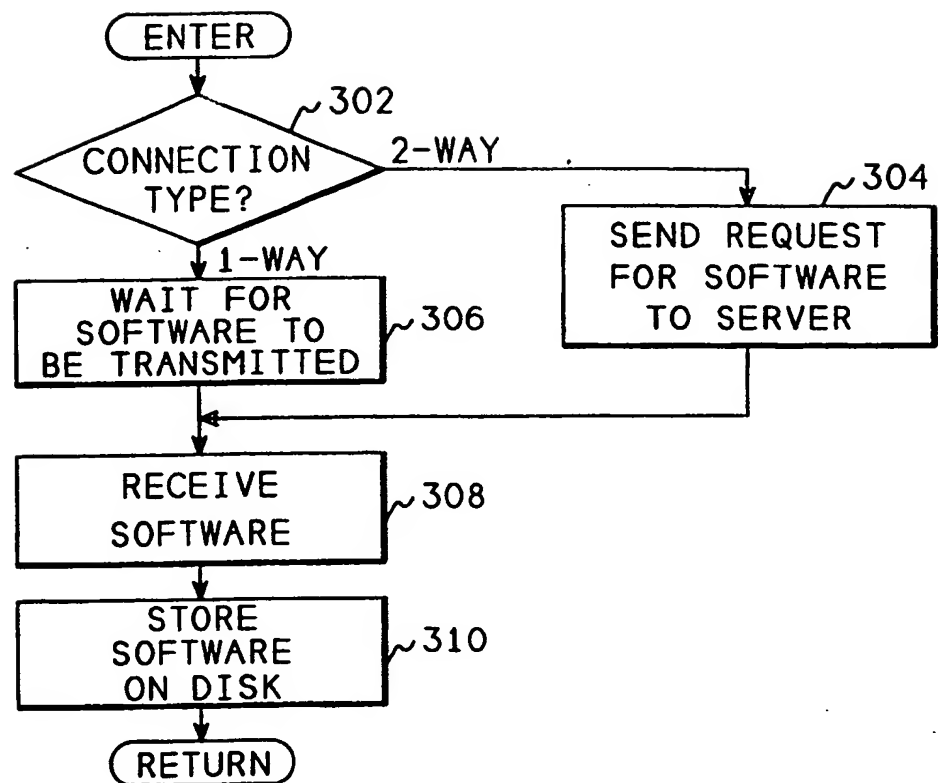 ENTER
302
CONNECTION
TYPE?
2-WAY
304
SEND REQUEST
FOR SOFTWARE
TO SERVER
1-WAY
WAIT FOR
SOFTWARE TO
BE TRANSMITTED
306
RECEIVE
SOFTWARE
308
STORE
SOFTWARE
ON DISK
310
RETURN